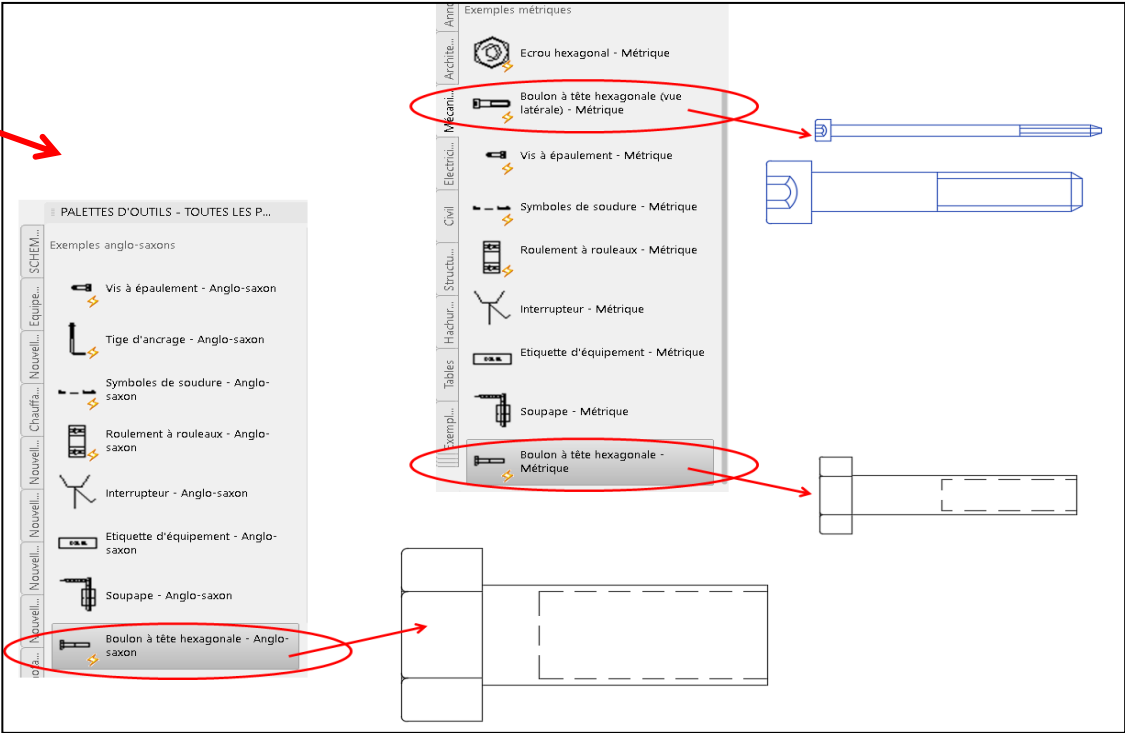 PALETTES D'OUTILS - TOUTES LES P...
SCHEM...
Equipe...
Nouvell...
Chauffa...
Nouvell...
Nouvell...
Nouvell...
Nouvell...
Exemples anglo-saxons
Vis à épaulement - Anglo-saxon
Tige d'ancrage - Anglo-saxon
Symboles de soudure - Anglo-
saxon
Roulement à rouleaux - Anglo-
saxon
Interrupteur - Anglo-saxon
Etiquette d'équipement - Anglo-
saxon
Soupape - Anglo-saxon
Boulon à tête hexagonale - Anglo-
saxon
Anno
Archite...
Mécani...
Electrici...
Civil
Structu...
Hachur...
Tables
Exempl...
Exemples métriques
Ecrou hexagonal - Métrique
Boulon à tête hexagonale (vue
latérale) - Métrique
Vis à épaulement - Métrique
Symboles de soudure - Métrique
Roulement à rouleaux - Métrique
Interrupteur - Métrique
Etiquette d'équipement - Métrique
Soupape - Métrique
Boulon à tête hexagonale -
Métrique